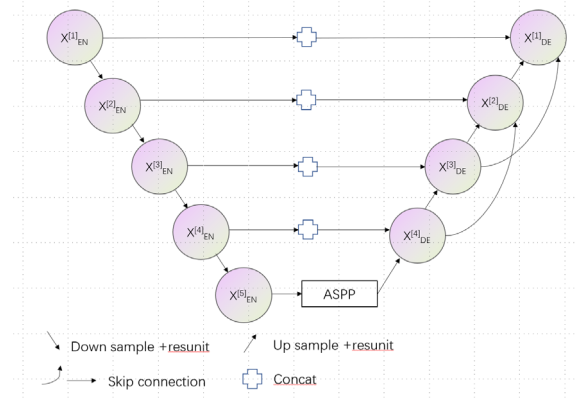 X[1]EN
X[1]DE
X[2]EN
X[2]DE
X[3]EN
X[3]DE
X[4]EN
X[4]DE
X[5]EN
ASPP
Down sample +resunit
Up sample +resunit
Skip connection
Concat